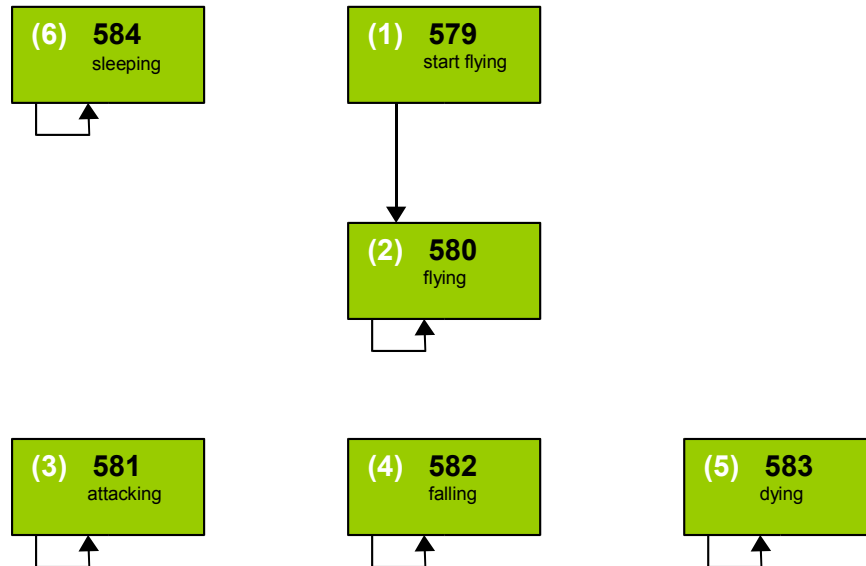 (6) 584
sleeping
(1) 579
start flying
(2) 580
flying
(3) 581
attacking
(4) 582
falling
(5) 583
dying